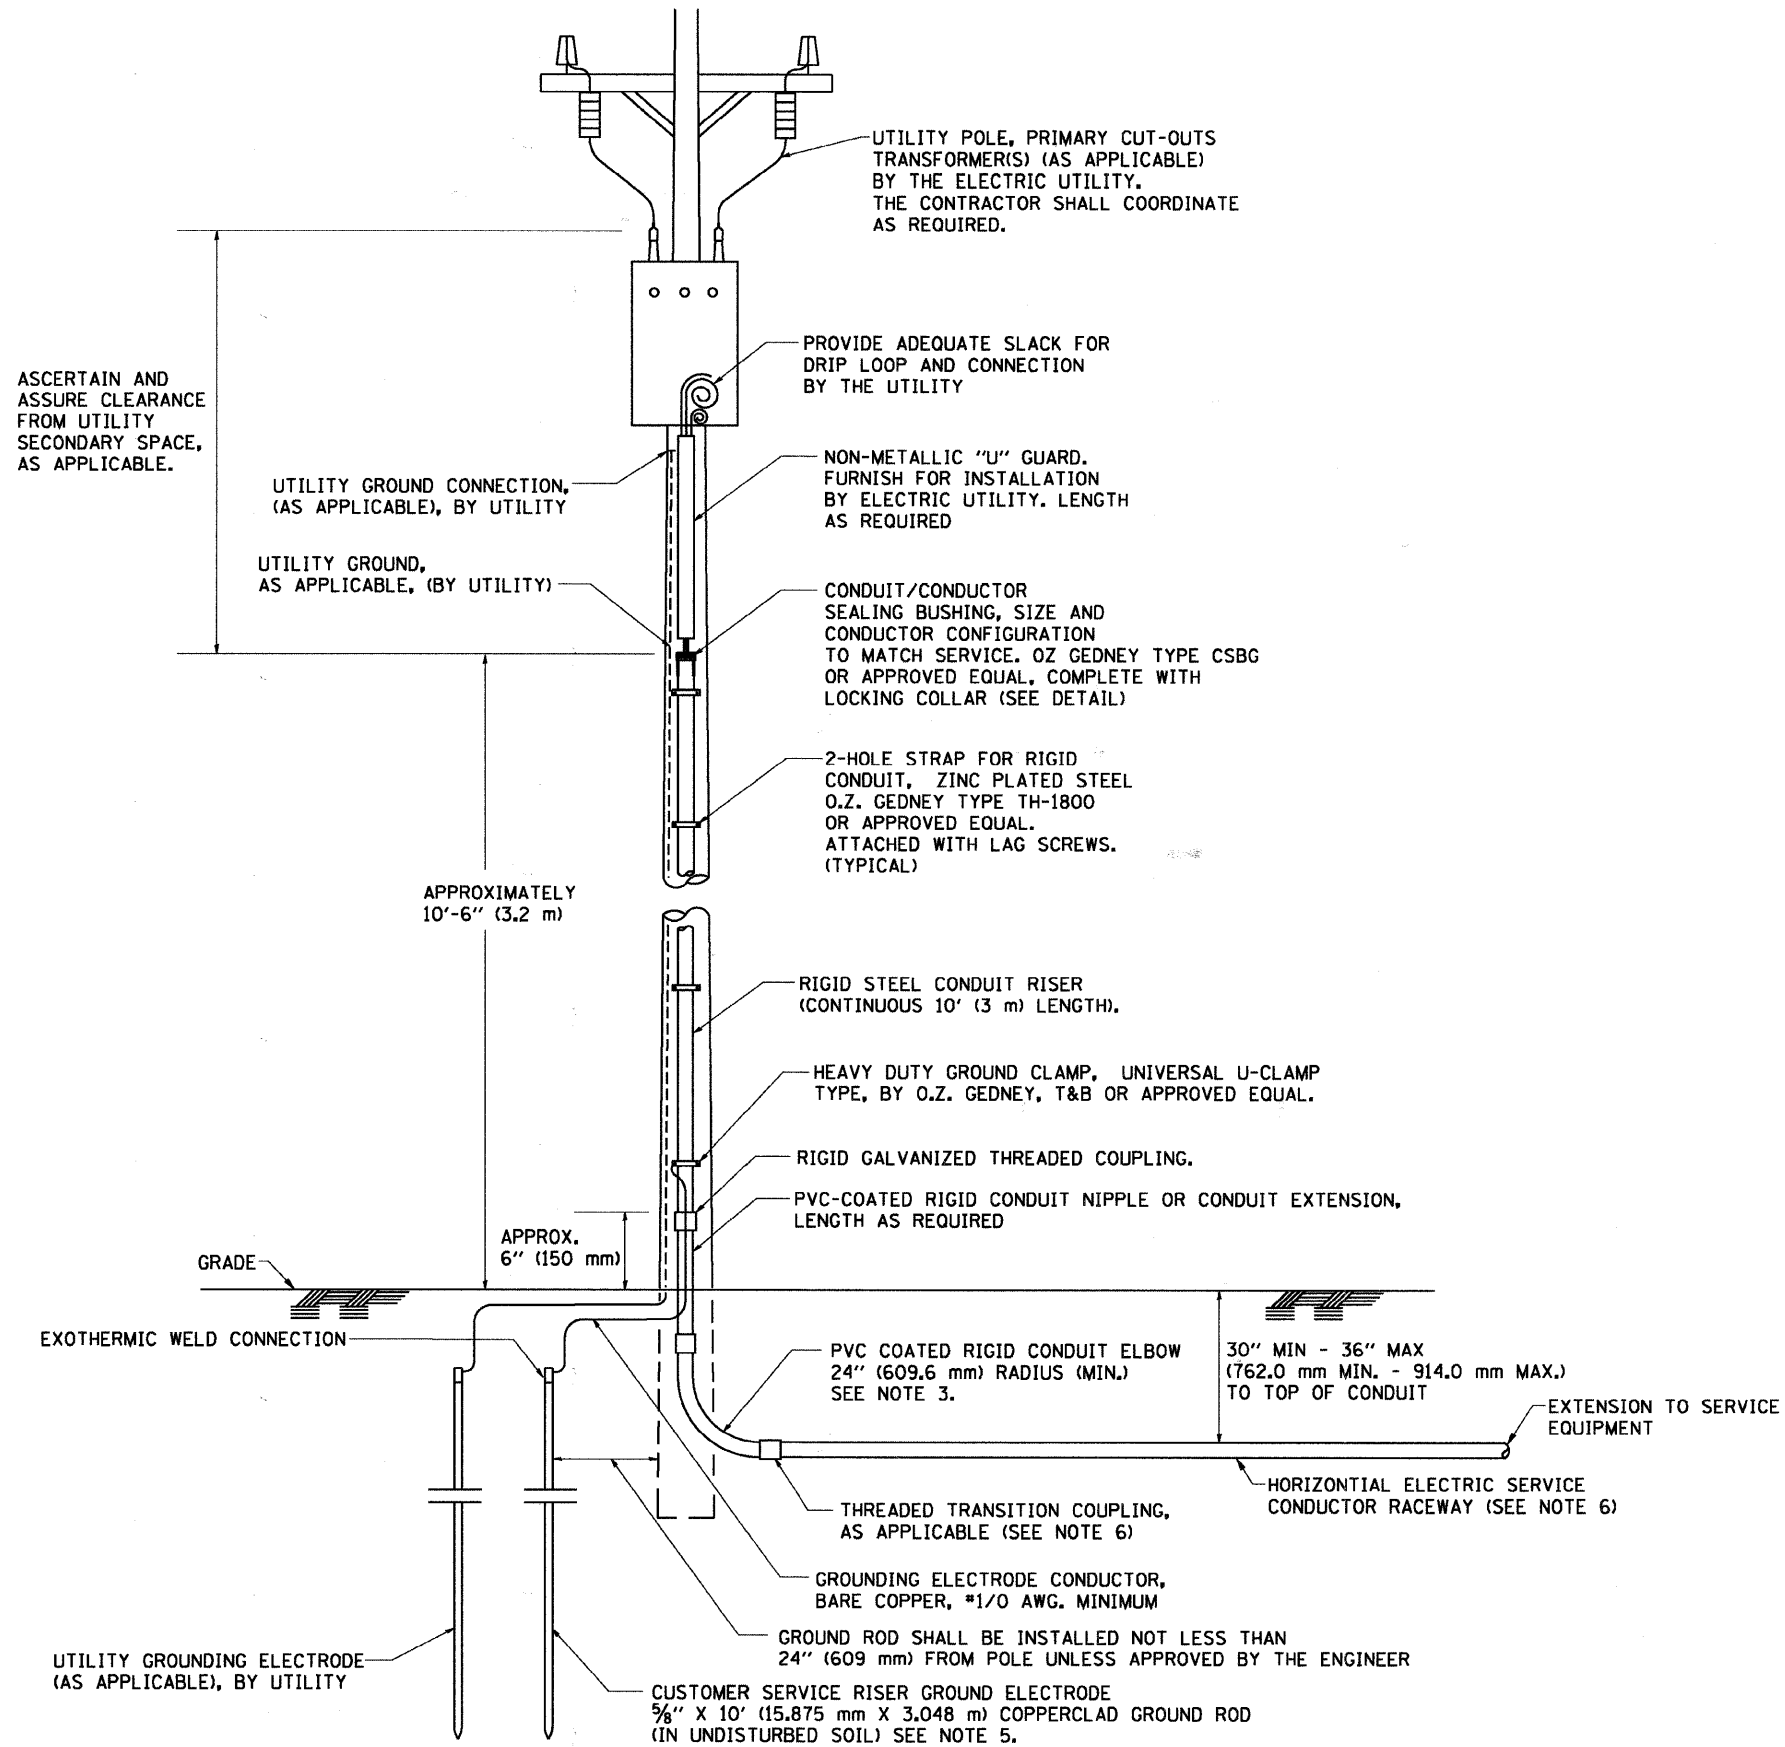 UTILITY POLE, PRIMARY CUT-OUTS
TRANSFORMER(S) (AS APPLICABLE)
BY THE ELECTRIC UTILITY.
THE CONTRACTOR SHALL COORDINATE
AS REQUIRED.
PROVIDE ADEQUATE SLACK FOR
DRIP LOOP AND CONNECTION
BY THE UTILITY
ASCERTAIN AND
ASSURE CLEARANCE
FROM UTILITY
SECONDARY SPACE,
AS APPLICABLE.
NON-METALLIC "U" GUARD.
FURNISH FOR INSTALLATION
BY ELECTRIC UTILITY. LENGTH
AS REQUIRED
UTILITY GROUND CONNECTION,
(AS APPLICABLE), BY UTILITY
UTILITY GROUND,
AS APPLICABLE, (BY UTILITY)
CONDUIT/CONDUCTOR
SEALING BUSHING, SIZE AND
CONDUCTOR CONFIGURATION
TO MATCH SERVICE. OZ GEDNEY TYPE CSBG
OR APPROVED EQUAL, COMPLETE WITH
LOCKING COLLAR (SEE DETAIL)
2-HOLE STRAP FOR RIGID
CONDUIT, ZINC PLATED STEEL
O.Z. GEDNEY TYPE TH-1800
OR APPROVED EQUAL.
ATTACHED WITH LAG SCREWS.
(TYPICAL)
APPROXIMATELY
10'-6" (3.2 m)
RIGID STEEL CONDUIT RISER
(CONTINUOUS 10' (3 m) LENGTH).
HEAVY DUTY GROUND CLAMP, UNIVERSAL U-CLAMP
TYPE, BY O.Z. GEDNEY, T&B OR APPROVED EQUAL.
RIGID GALVANIZED THREADED COUPLING.
PVC-COATED RIGID CONDUIT NIPPLE OR CONDUIT EXTENSION,
LENGTH AS REQUIRED
APPROX.
6" (150 mm)
GRADE
EXOTHERMIC WELD CONNECTION
PVC COATED RIGID CONDUIT ELBOW
24" (609.6 mm) RADIUS (MIN.)
SEE NOTE 3.
30" MIN - 36" MAX
(762.0 mm MIN. - 914.0 mm MAX.)
TO TOP OF CONDUIT
EXTENSION TO SERVICE
EQUIPMENT
HORIZONTIAL ELECTRIC SERVICE
CONDUCTOR RACEWAY (SEE NOTE 6)
THREADED TRANSITION COUPLING,
AS APPLICABLE (SEE NOTE 6)
GROUNDING ELECTRODE CONDUCTOR,
BARE COPPER, #1/0 AWG. MINIMUM
GROUND ROD SHALL BE INSTALLED NOT LESS THAN
24" (609 mm) FROM POLE UNLESS APPROVED BY THE ENGINEER
UTILITY GROUNDING ELECTRODE
(AS APPLICABLE), BY UTILITY
CUSTOMER SERVICE RISER GROUND ELECTRODE
5/8" X 10' (15.875 mm X 3.048 m) COPPERCLAD GROUND ROD
(IN UNDISTURBED SOIL) SEE NOTE 5.